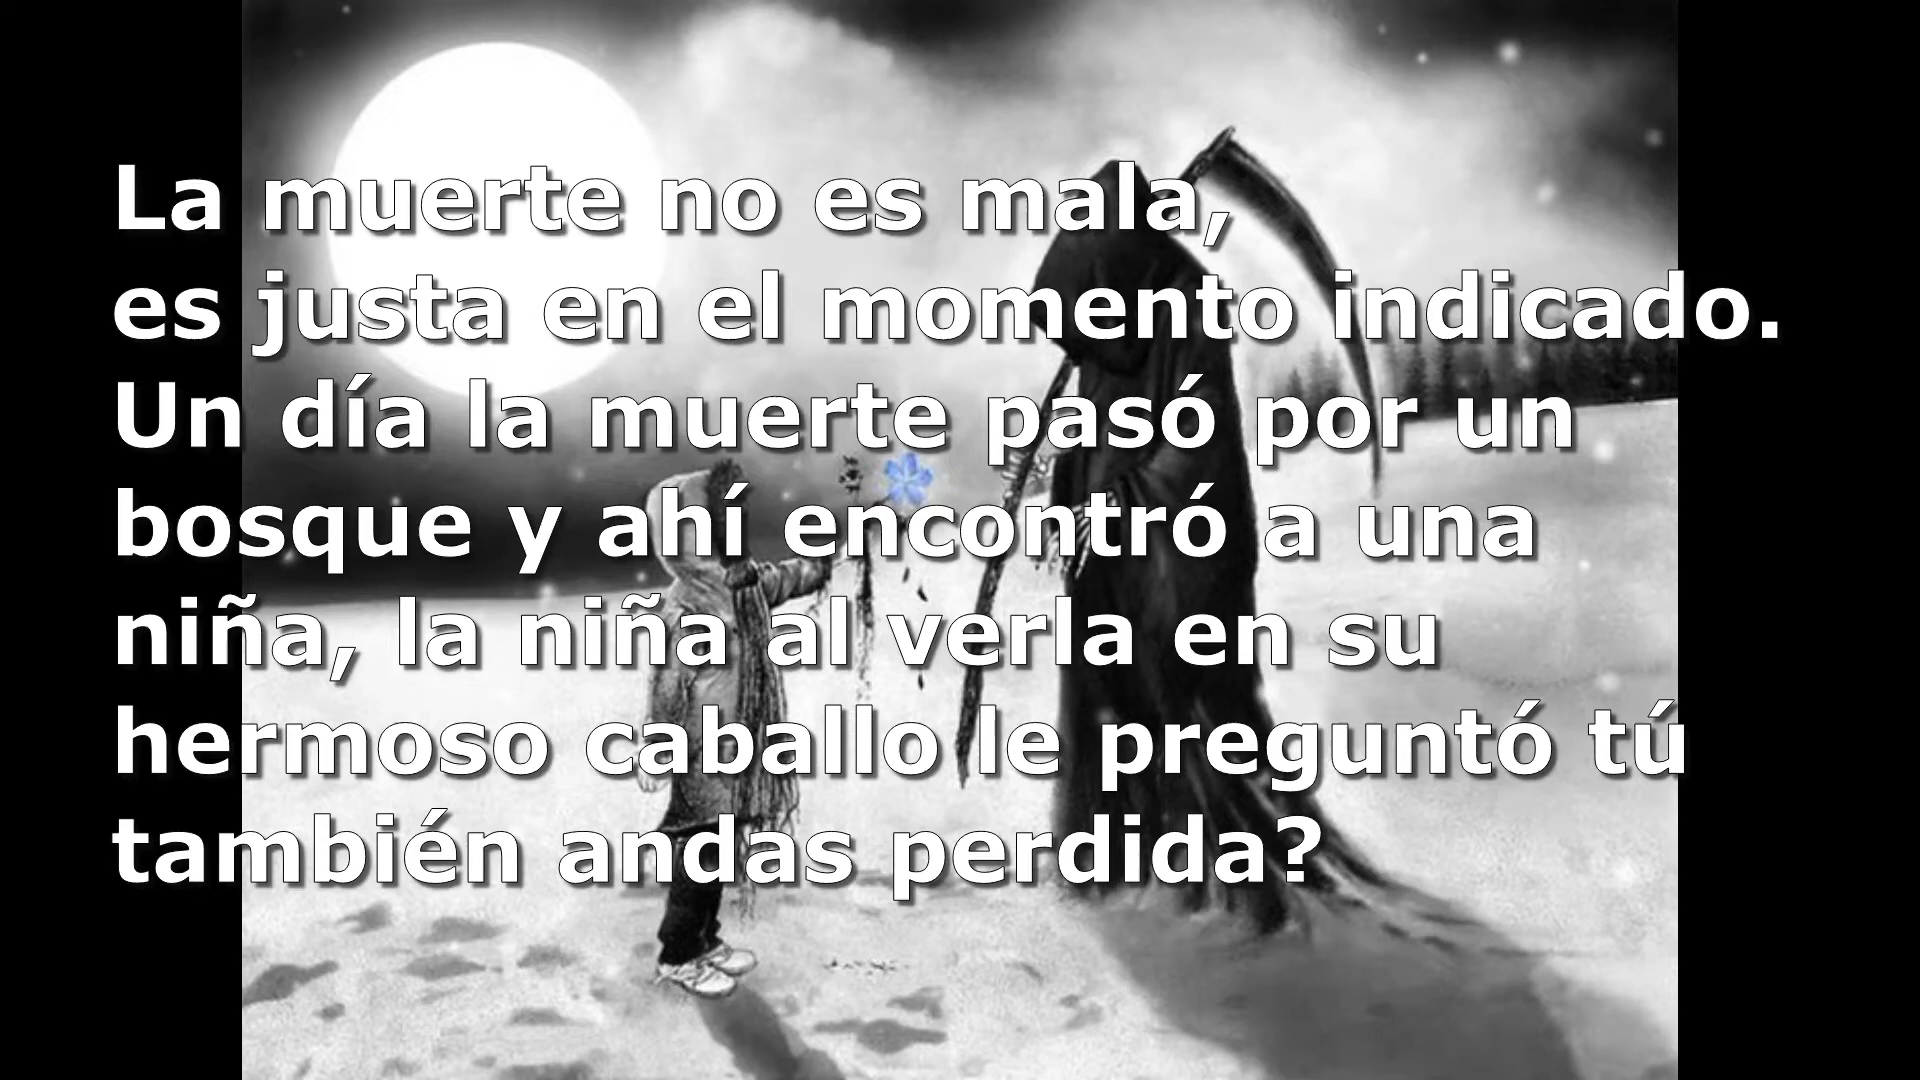 La muerte no es mala,
es justa en el momento indicado.
Un día la muerte pasó por un
bosque y ahí encontró a una
niña, la niña al verla en su
hermoso caballo le preguntó tú
también andas perdida?